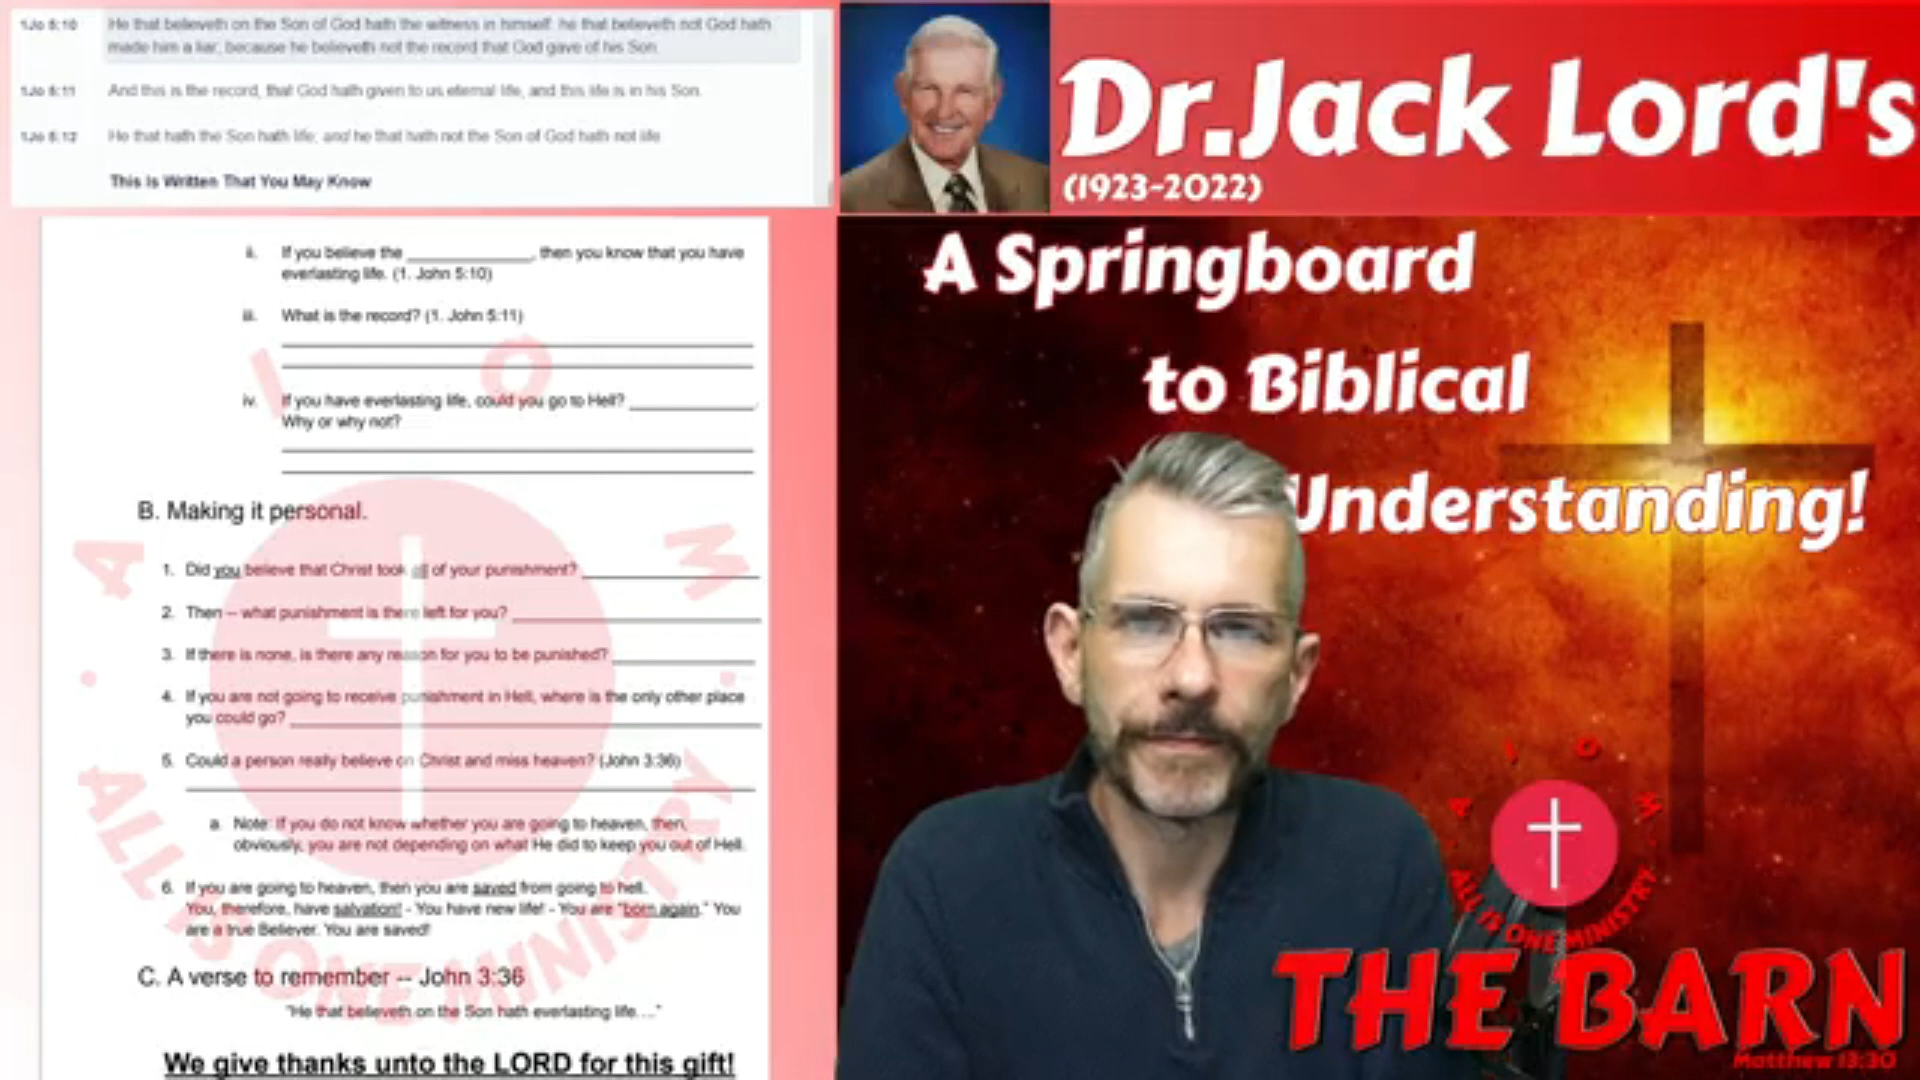 1Jo 5:10 He that believeth on the Son of God hath the witness in himself: he that believeth not God hath
made him a liar; because he believeth not the record that God gave of his Son.
1Jo 5:11 And this is the record, that God hath given to us eternal life, and this life is in his Son.
1Jo 5:12 He that hath the Son hath life; and he that hath not the Son of God hath not life
This Is Written That You May Know
ii. If you believe the ____________, then you know that you have
everlasting life. (1. John 5:10)
iii. What is the record? (1. John 5:11)
iv. If you have everlasting life, could you go to Hell? ____________.
Why or why not?
B. Making it personal.
1. Did you believe that Christ took all of your punishment? ____________
2. Then -- what punishment is there left for you? ____________
3. If there is none, is there any reason for you to be punished? ____________
4. If you are not going to receive punishment in Hell, where is the only other place
you could go? ____________
5. Could a person really believe on Christ and miss heaven? (John 3:36)
a. Note: If you do not know whether you are going to heaven, then,
obviously, you are not depending on what He did to keep you out of Hell.
6. If you are going to heaven, then you are saved from going to hell.
You, therefore, have salvation! - You have new life! - You are "born again." You
are a true Believer. You are saved!
C. A verse to remember -- John 3:36
"He that believeth on the Son hath everlasting life...."
We give thanks unto the LORD for this gift!
A I O M
ALL IS ONE MINISTRY
Dr.Jack Lord's
(1923-2022)
A Springboard
to Biblical
Understanding!
A I O M
ALL IS ONE MINISTRY
THE BARN
Matthew 13:30